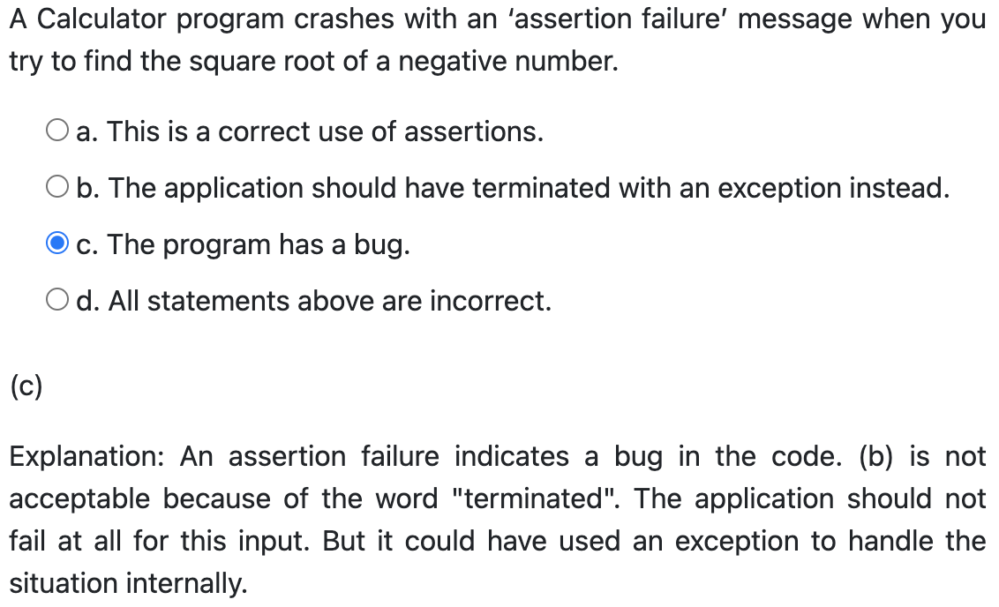 A Calculator program crashes with an ‘assertion failure’ message when you
try to find the square root of a negative number.
a. This is a correct use of assertions.
b. The application should have terminated with an exception instead.
c. The program has a bug.
d. All statements above are incorrect.
(c)
Explanation: An assertion failure indicates a bug in the code. (b) is not
acceptable because of the word "terminated". The application should not
fail at all for this input. But it could have used an exception to handle the
situation internally.